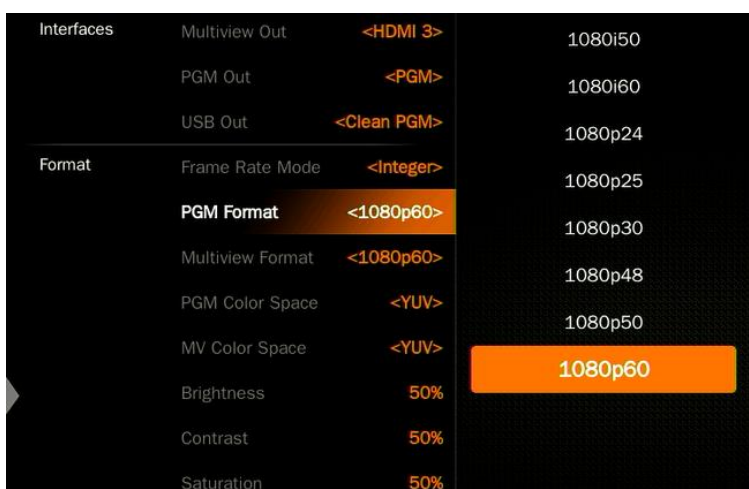 Interfaces Multiview Out <HDMI 3>
PGM Out <PGM>
USB Out <Clean PGM>
Format Frame Rate Mode <Integer>
PGM Format <1080p60>
Multiview Format <1080p60>
PGM Color Space <YUV>
MV Color Space <YUV>
Brightness 50%
Contrast 50%
Saturation 50%
1080i50
1080i60
1080p24
1080p25
1080p30
1080p48
1080p50
1080p60